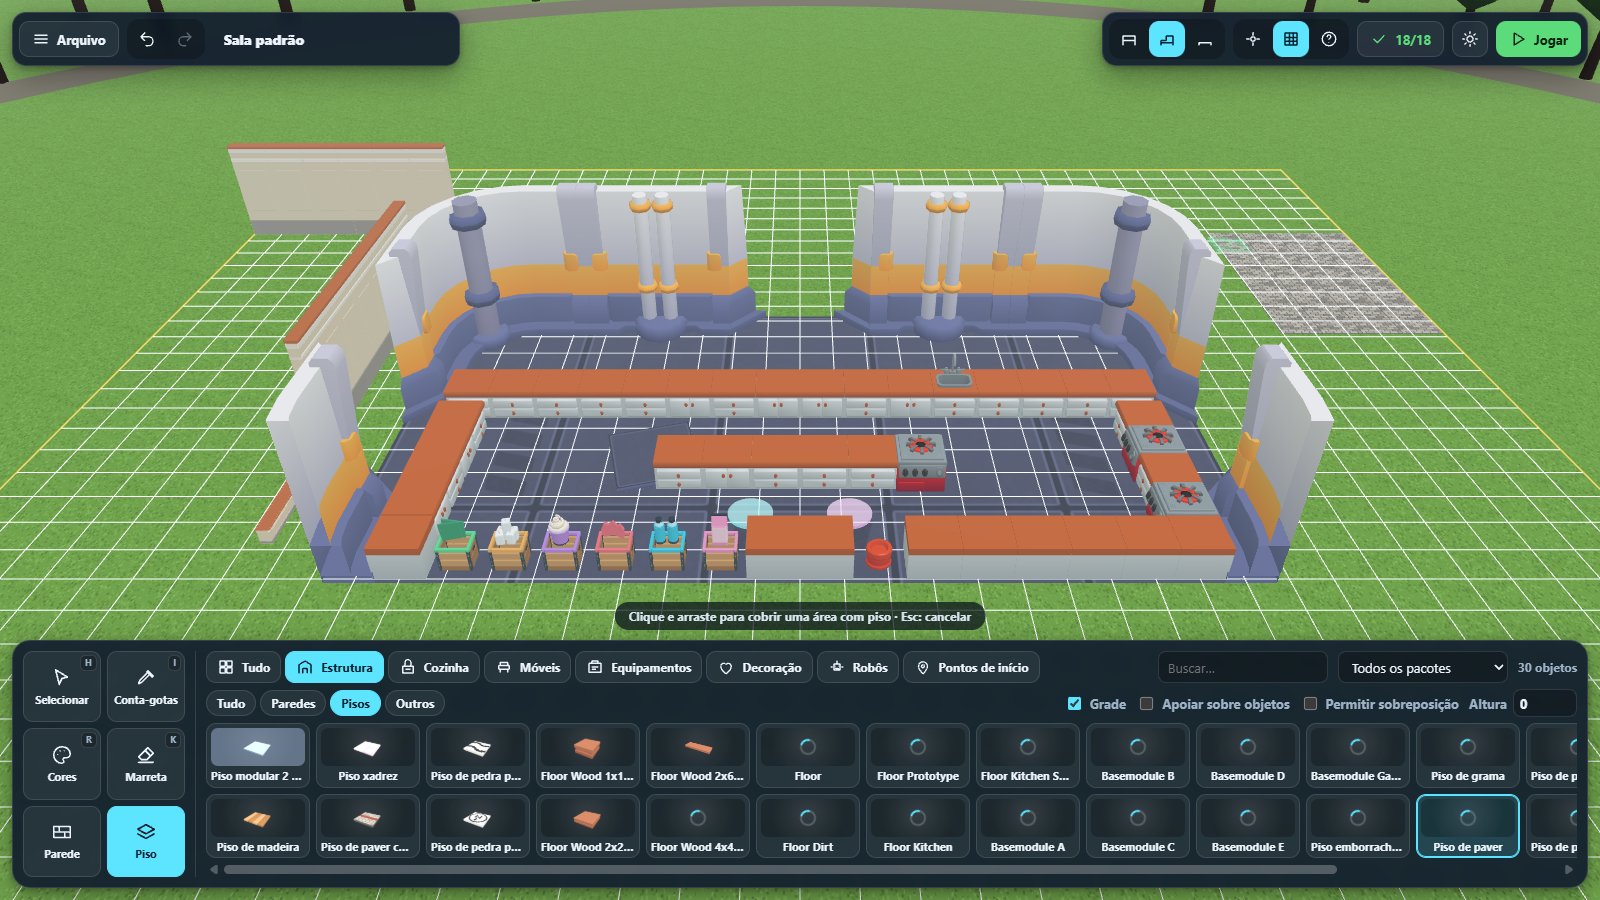 Arquivo
Sala padrão
18/18
Jogar
Clique e arraste para cobrir uma área com piso · Esc: cancelar
H
Selecionar
I
Conta-gotas
R
Cores
K
Marreta
Parede
Piso
Tudo
Estrutura
Cozinha
Móveis
Equipamentos
Decoração
Robôs
Pontos de início
Buscar...
Todos os pacotes
30 objetos
Tudo
Paredes
Pisos
Outros
Grade
Apoiar sobre objetos
Permitir sobreposição
Altura
0
Piso modular 2 ...
Piso xadrez
Piso de pedra p...
Floor Wood 1x1...
Floor Wood 2x6...
Floor
Floor Prototype
Floor Kitchen S...
Basemodule B
Basemodule D
Basemodule Ga...
Piso de grama
Piso de p
Piso de madeira
Piso de paver c...
Piso de pedra p...
Floor Wood 2x2...
Floor Wood 4x4...
Floor Dirt
Floor Kitchen
Basemodule A
Basemodule C
Basemodule E
Piso emborrach...
Piso de paver
Piso de p